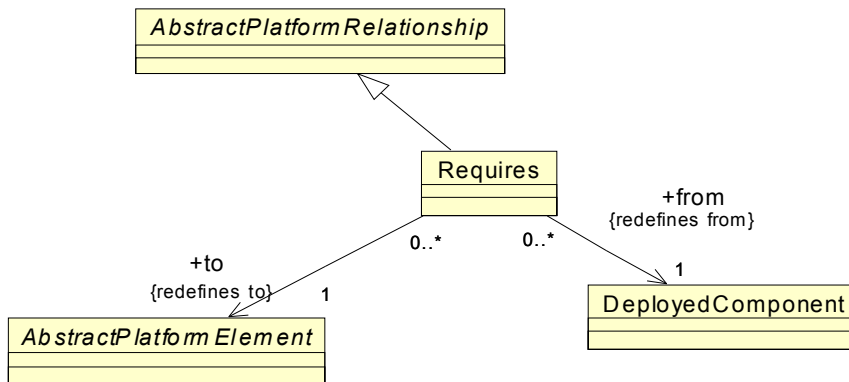 AbstractPlatformRelationship
Requires
+from
{redefines from}
0..*
0..*
+to
{redefines to}
1
1
DeployedComponent
AbstractPlatformElement